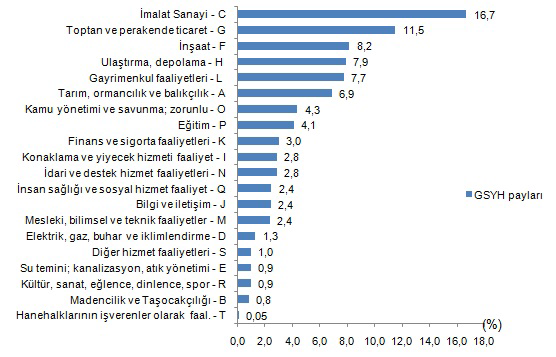 İmalat Sanayi - C 16,7
Toptan ve perakende ticaret - G 11,5
İnşaat - F 8,2
Ulaştırma, depolama - H 7,9
Gayrimenkul faaliyetleri - L 7,7
Tarım, ormancılık ve balıkçılık - A 6,9
Kamu yönetimi ve savunma; zorunlu - O 4,3
Eğitim - P 4,1
Finans ve sigorta faaliyetleri - K 3,0
Konaklama ve yiyecek hizmeti faaliyet - I 2,8
İdari ve destek hizmet faaliyetleri - N 2,8
İnsan sağlığı ve sosyal hizmet faaliyet - Q 2,4
GSYH payları
Bilgi ve iletişim - J 2,4
Mesleki, bilimsel ve teknik faaliyetler - M 2,4
Elektrik, gaz, buhar ve iklimlendirme - D 1,3
Diğer hizmet faaliyetleri - S 1,0
Su temini; kanalizasyon, atık yönetimi - E 0,9
Kültür, sanat, eğlence, dinlence, spor - R 0,9
Madencilik ve Taşocakçılığı - B 0,8
Hanehalklarının işverenler olarak faal. - T 0,05
(%)
0,0 2,0 4,0 6,0 8,0 10,0 12,0 14,0 16,0 18,0